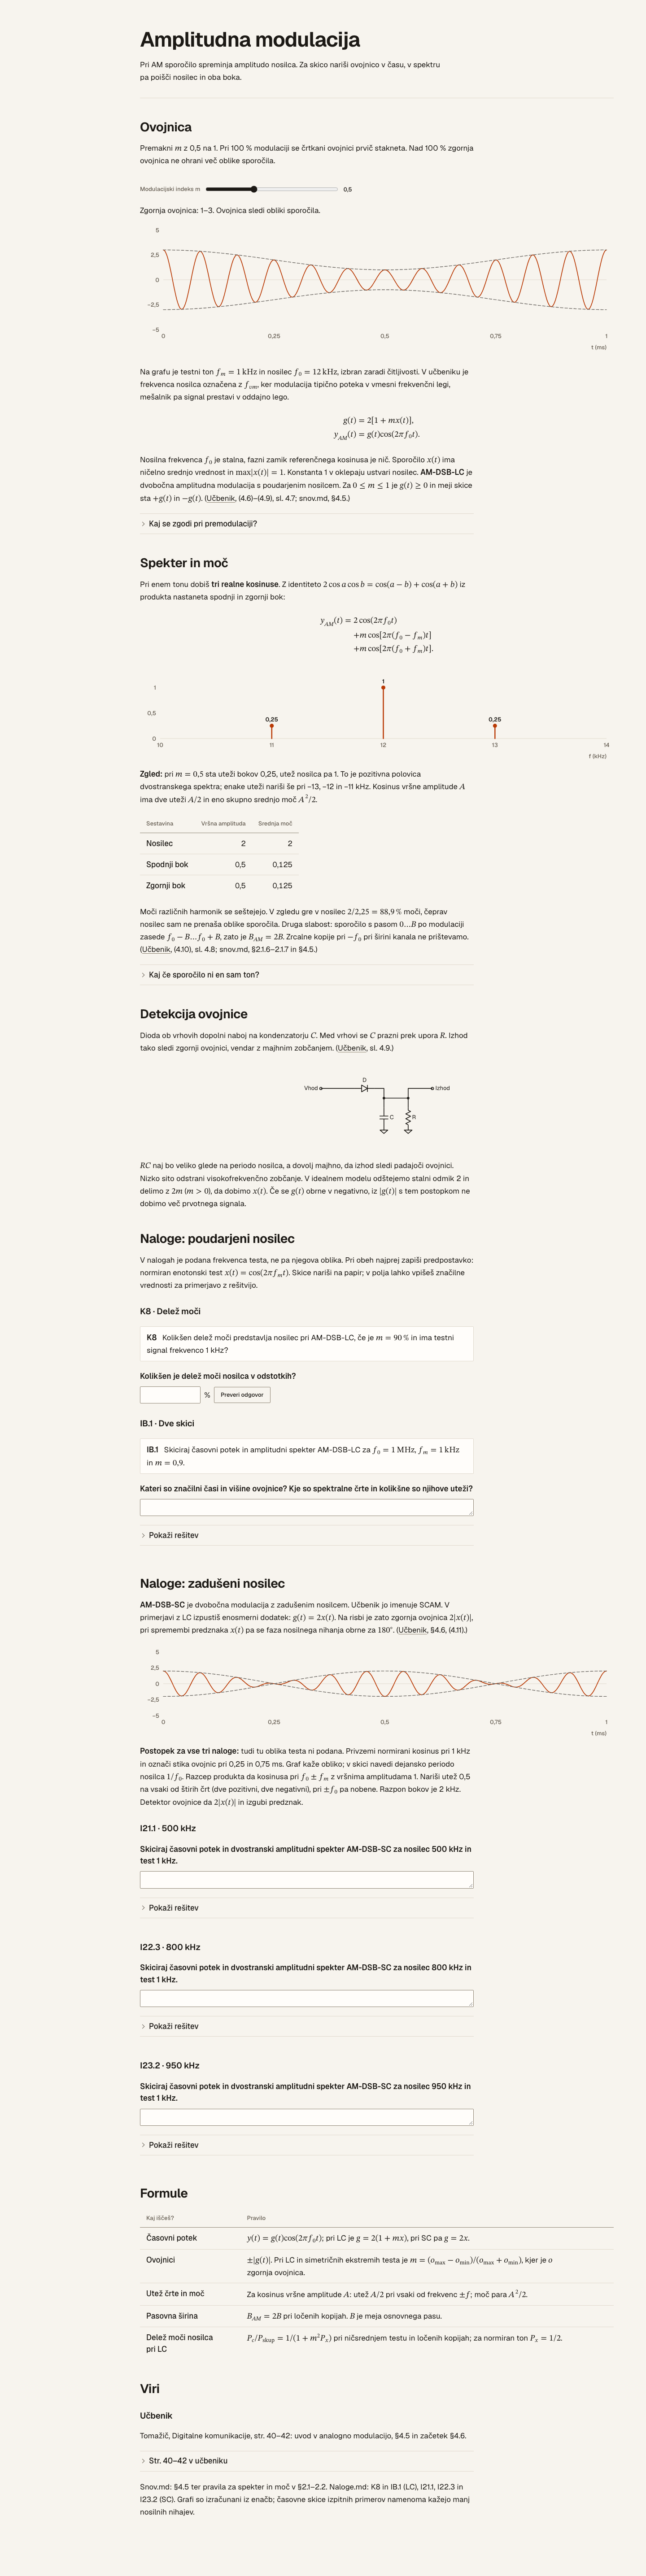 Amplitudna modulacija
Pri AM sporočilo spreminja amplitudo nosilca. Za skico nariši ovojnico v času, v spektru
pa poišči nosilec in oba boka.
Ovojnica
Premakni m z 0,5 na 1. Pri 100 % modulaciji se črtkani ovojnici prvič stakneta. Nad 100 % zgornja
ovojnica ne ohrani več oblike sporočila.
Modulacijski indeks m 0,5
Zgornja ovojnica: 1–3. Ovojnica sledi obliki sporočila.
5
2,5
0
−2,5
−5
0 0,25 0,5 0,75 1
t (ms)
Na grafu je testni ton f_m = 1 kHz in nosilec f_0 = 12 kHz, izbran zaradi čitljivosti. V učbeniku je
frekvenca nosilca označena z f_vm, ker modulacija tipično poteka v vmesni frekvenčni legi,
mešalnik pa signal prestavi v oddajno lego.
g(t) = 2[1 + mx(t)],
y_AM(t) = g(t)cos(2πf_0t).
Nosilna frekvenca f_0 je stalna, fazni zamik referenčnega kosinusa je nič. Sporočilo x(t) ima
ničelno srednjo vrednost in max|x(t)| = 1. Konstanta 1 v oklepaju ustvari nosilec. AM-DSB-LC je
dvobočna amplitudna modulacija s poudarjenim nosilcem. Za 0 ≤ m ≤ 1 je g(t) ≥ 0 in meji skice
sta +g(t) in −g(t). (Učbenik, (4.6)–(4.9), sl. 4.7; snov.md, §4.5.)
› Kaj se zgodi pri premodulaciji?
Spekter in moč
Pri enem tonu dobiš tri realne kosinuse. Z identiteto 2 cos a cos b = cos(a − b) + cos(a + b) iz
produkta nastaneta spodnji in zgornji bok:
y_AM(t) = 2 cos(2πf_0t)
+m cos[2π(f_0 − f_m)t]
+m cos[2π(f_0 + f_m)t].
1
0,5
0
0,25 1 0,25
10 11 12 13 14
f (kHz)
Zgled: pri m = 0,5 sta uteži bokov 0,25, utež nosilca pa 1. To je pozitivna polovica
dvostranskega spektra; enake uteži nariši še pri −13, −12 in −11 kHz. Kosinus vršne amplitude A
ima dve uteži A/2 in eno skupno srednjo moč A²/2.
Sestavina Vršna amplituda Srednja moč
Nosilec 2 2
Spodnji bok 0,5 0,125
Zgornji bok 0,5 0,125
Moči različnih harmonik se seštejejo. V zgledu gre v nosilec 2/2,25 = 88,9 % moči, čeprav
nosilec sam ne prenaša oblike sporočila. Druga slabost: sporočilo s pasom 0…B po modulaciji
zasede f_0 − B…f_0 + B, zato je B_AM = 2B. Zrcalne kopije pri −f_0 pri širini kanala ne prištevamo.
(Učbenik, (4.10), sl. 4.8; snov.md, §2.1.6–2.1.7 in §4.5.)
› Kaj če sporočilo ni en sam ton?
Detekcija ovojnice
Dioda ob vrhovih dopolni naboj na kondenzatorju C. Med vrhovi se C prazni prek upora R. Izhod
tako sledi zgornji ovojnici, vendar z majhnim zobčanjem. (Učbenik, sl. 4.9.)
D
Vhod Izhod
C R
RC naj bo veliko glede na periodo nosilca, a dovolj majhno, da izhod sledi padajoči ovojnici.
Nizko sito odstrani visokofrekvenčno zobčanje. V idealnem modelu odštejemo stalni odmik 2 in
delimo z 2m (m > 0), da dobimo x(t). Če se g(t) obrne v negativno, iz |g(t)| s tem postopkom ne
dobimo več prvotnega signala.
Naloge: poudarjeni nosilec
V nalogah je podana frekvenca testa, ne pa njegova oblika. Pri obeh najprej zapiši predpostavko:
normiran enotonski test x(t) = cos(2πf_mt). Skice nariši na papir; v polja lahko vpišeš značilne
vrednosti za primerjavo z rešitvijo.
K8 · Delež moči
K8 Kolikšen delež moči predstavlja nosilec pri AM-DSB-LC, če je m = 90 % in ima testni
signal frekvenco 1 kHz?
Kolikšen je delež moči nosilca v odstotkih?
% Preveri odgovor
IB.1 · Dve skici
IB.1 Skiciraj časovni potek in amplitudni spekter AM-DSB-LC za f_0 = 1 MHz, f_m = 1 kHz
in m = 0,9.
Kateri so značilni časi in višine ovojnice? Kje so spektralne črte in kolikšne so njihove uteži?
› Pokaži rešitev
Naloge: zadušeni nosilec
AM-DSB-SC je dvobočna modulacija z zadušenim nosilcem. Učbenik jo imenuje SCAM. V
primerjavi z LC izpustiš enosmerni dodatek: g(t) = 2x(t). Na risbi je zato zgornja ovojnica 2|x(t)|,
pri spremembi predznaka x(t) pa se faza nosilnega nihanja obrne za 180°. (Učbenik, §4.6, (4.11).)
5
2,5
0
−2,5
−5
0 0,25 0,5 0,75 1
t (ms)
Postopek za vse tri naloge: tudi tu oblika testa ni podana. Privzemi normirani kosinus pri 1 kHz
in označi stika ovojnic pri 0,25 in 0,75 ms. Graf kaže obliko; v skici navedi dejansko periodo
nosilca 1/f_0. Razcep produkta da kosinusa pri f_0 ± f_m z vršnima amplitudama 1. Nariši utež 0,5
na vsaki od štirih črt (dve pozitivni, dve negativni), pri ±f_0 pa nobene. Razpon bokov je 2 kHz.
Detektor ovojnice da 2|x(t)| in izgubi predznak.
I21.1 · 500 kHz
Skiciraj časovni potek in dvostranski amplitudni spekter AM-DSB-SC za nosilec 500 kHz in
test 1 kHz.
› Pokaži rešitev
I22.3 · 800 kHz
Skiciraj časovni potek in dvostranski amplitudni spekter AM-DSB-SC za nosilec 800 kHz in
test 1 kHz.
› Pokaži rešitev
I23.2 · 950 kHz
Skiciraj časovni potek in dvostranski amplitudni spekter AM-DSB-SC za nosilec 950 kHz in
test 1 kHz.
› Pokaži rešitev
Formule
Kaj iščeš? Pravilo
Časovni potek y(t) = g(t)cos(2πf_0t); pri LC je g = 2(1 + mx), pri SC pa g = 2x.
Ovojnici ±|g(t)|. Pri LC in simetričnih ekstremih testa je m = (o_max − o_min)/(o_max + o_min), kjer je o
zgornja ovojnica.
Utež črte in moč Za kosinus vršne amplitude A: utež A/2 pri vsaki od frekvenc ±f; moč para A²/2.
Pasovna širina B_AM = 2B pri ločenih kopijah. B je meja osnovnega pasu.
Delež moči nosilca
pri LC P_c/P_skup = 1/(1 + m²P_x) pri ničsrednjem testu in ločenih kopijah; za normiran ton P_x = 1/2.
Viri
Učbenik
Tomažič, Digitalne komunikacije, str. 40–42: uvod v analogno modulacijo, §4.5 in začetek §4.6.
› Str. 40–42 v učbeniku
Snov.md: §4.5 ter pravila za spekter in moč v §2.1–2.2. Naloge.md: K8 in IB.1 (LC), I21.1, I22.3 in
I23.2 (SC). Grafi so izračunani iz enačb; časovne skice izpitnih primerov namenoma kažejo manj
nosilnih nihajev.